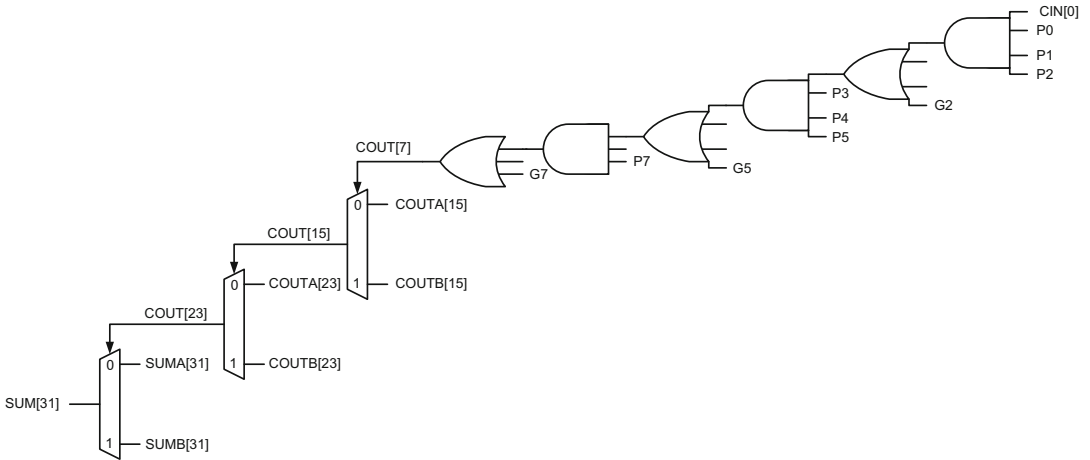 CIN[0]
P0
P1
P2
P3
G2
P4
P5
COUT[7]
P7
G5
G7
0
COUTA[15]
COUT[15]
1
COUTB[15]
0
COUTA[23]
COUT[23]
1
COUTB[23]
0
SUMA[31]
SUM[31]
1
SUMB[31]